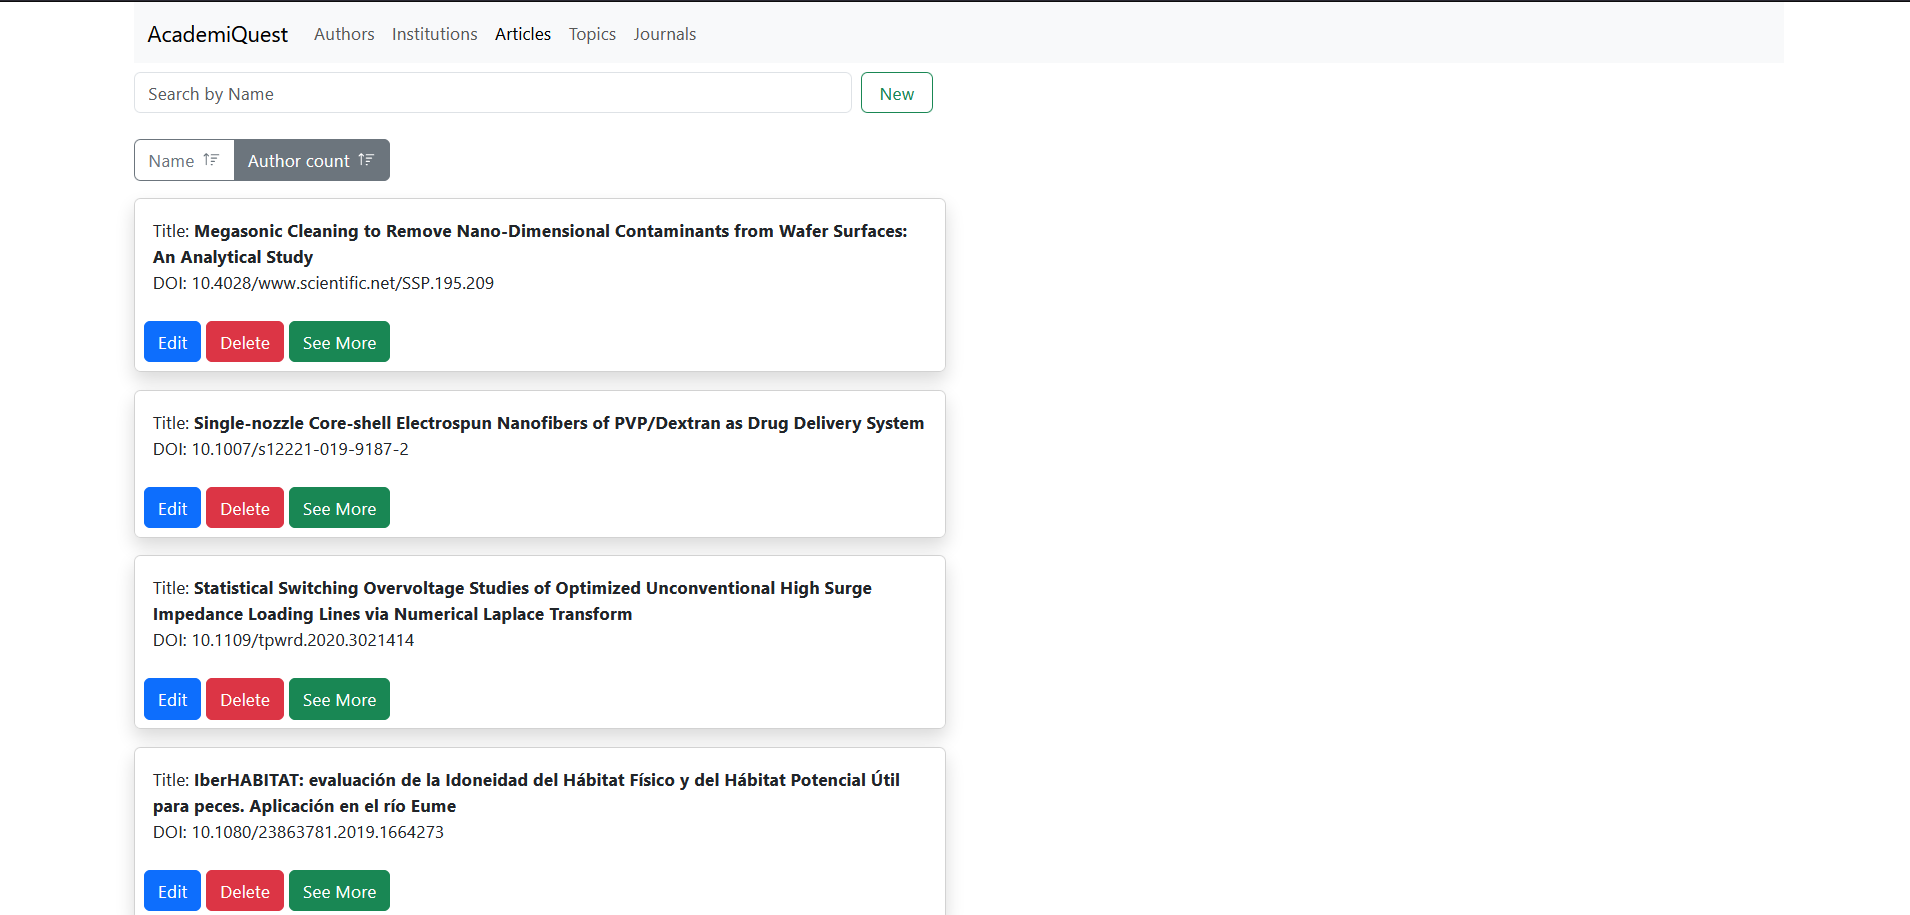 AcademiQuest Authors Institutions Articles Topics Journals
Search by Name New
Name Author count
Title: Megasonic Cleaning to Remove Nano-Dimensional Contaminants from Wafer Surfaces:
An Analytical Study
DOI: 10.4028/www.scientific.net/SSP.195.209
Edit Delete See More
Title: Single-nozzle Core-shell Electrospun Nanofibers of PVP/Dextran as Drug Delivery System
DOI: 10.1007/s12221-019-9187-2
Edit Delete See More
Title: Statistical Switching Overvoltage Studies of Optimized Unconventional High Surge
Impedance Loading Lines via Numerical Laplace Transform
DOI: 10.1109/tpwrd.2020.3021414
Edit Delete See More
Title: IberHABITAT: evaluación de la Idoneidad del Hábitat Físico y del Hábitat Potencial Útil
para peces. Aplicación en el río Eume
DOI: 10.1080/23863781.2019.1664273
Edit Delete See More